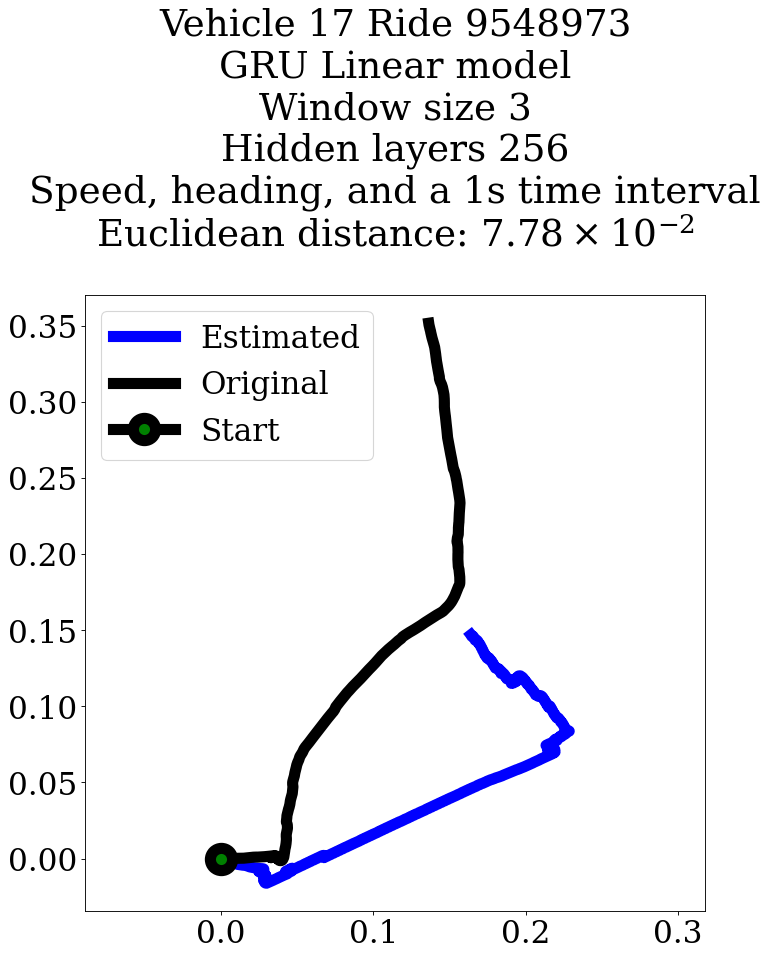 Vehicle 17 Ride 9548973
GRU Linear model
Window size 3
Hidden layers 256
Speed, heading, and a 1s time interval
Euclidean distance: 7.78 × 10⁻²
Estimated
Original
Start
0.35
0.30
0.25
0.20
0.15
0.10
0.05
0.00
0.0 0.1 0.2 0.3